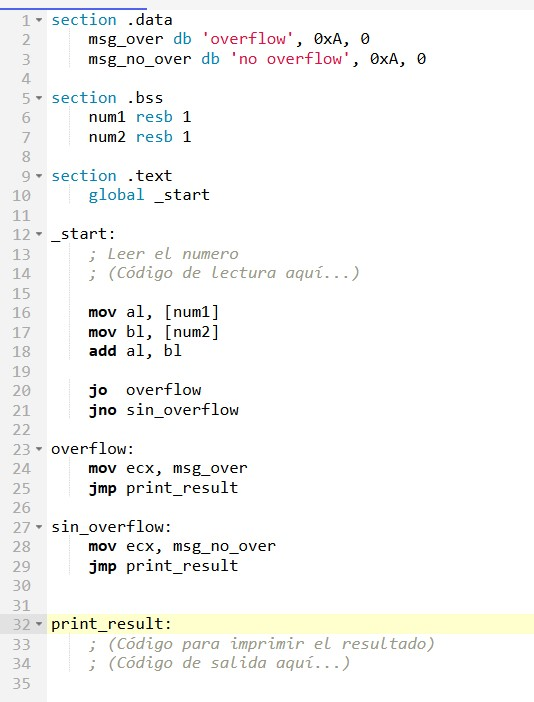 1 section .data
2 msg_over db 'overflow', 0xA, 0
3 msg_no_over db 'no overflow', 0xA, 0
4
5 section .bss
6 num1 resb 1
7 num2 resb 1
8
9 section .text
10 global _start
11
12 _start:
13 ; Leer el numero
14 ; (Código de lectura aquí...)
15
16 mov al, [num1]
17 mov bl, [num2]
18 add al, bl
19
20 jo  overflow
21 jno sin_overflow
22
23 overflow:
24 mov ecx, msg_over
25 jmp print_result
26
27 sin_overflow:
28 mov ecx, msg_no_over
29 jmp print_result
30
31
32 print_result:
33 ; (Código para imprimir el resultado)
34 ; (Código de salida aquí...)
35